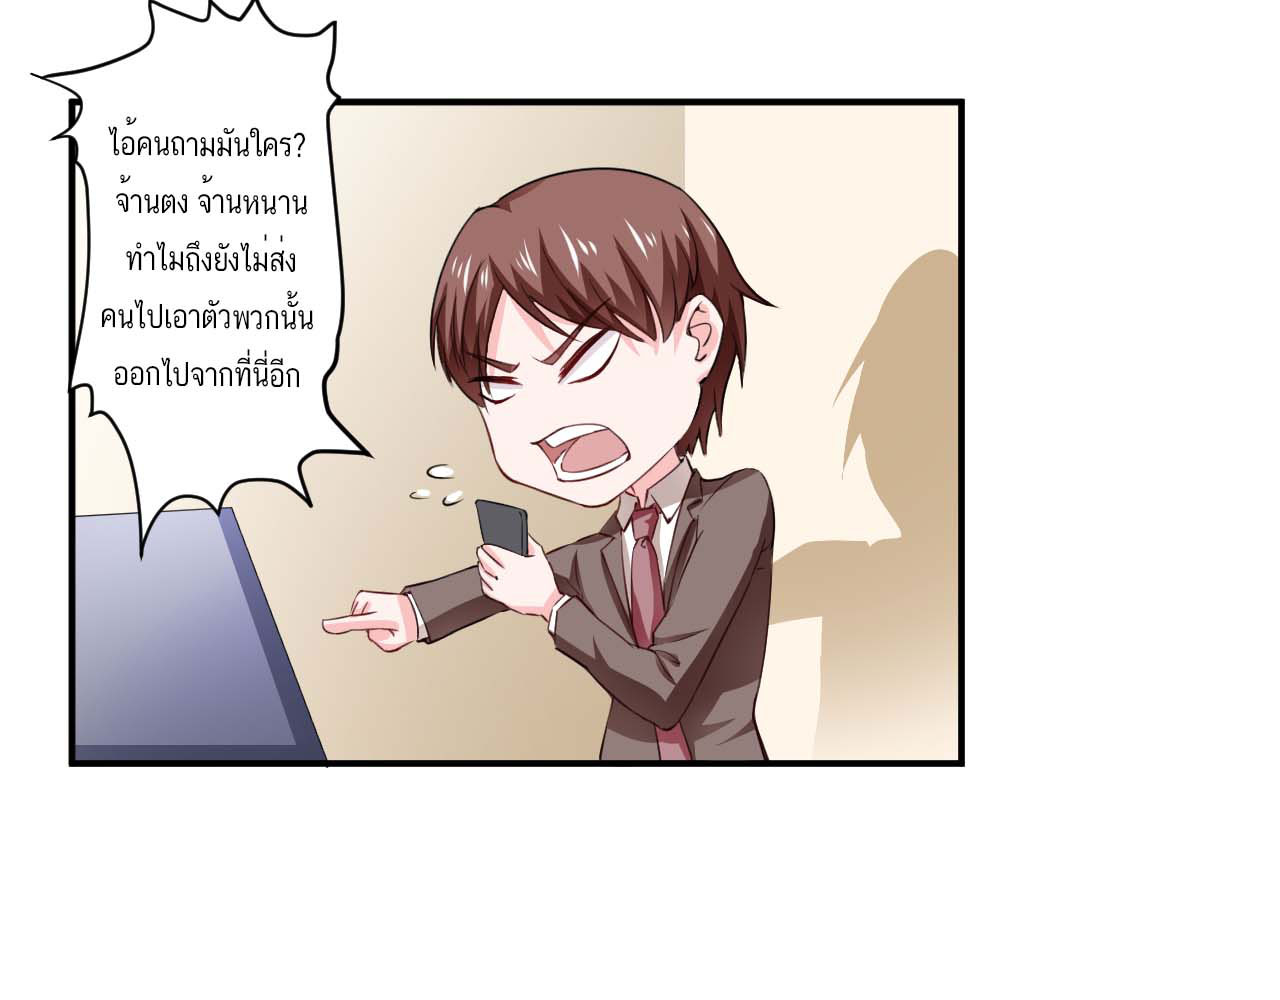 ไอ้คนถามมันใคร?
จ้านตง จ้านหนาน
ทำไมถึงยังไม่ส่ง
คนไปเอาตัวพวกนั้น
ออกไปจากที่นี่อีก